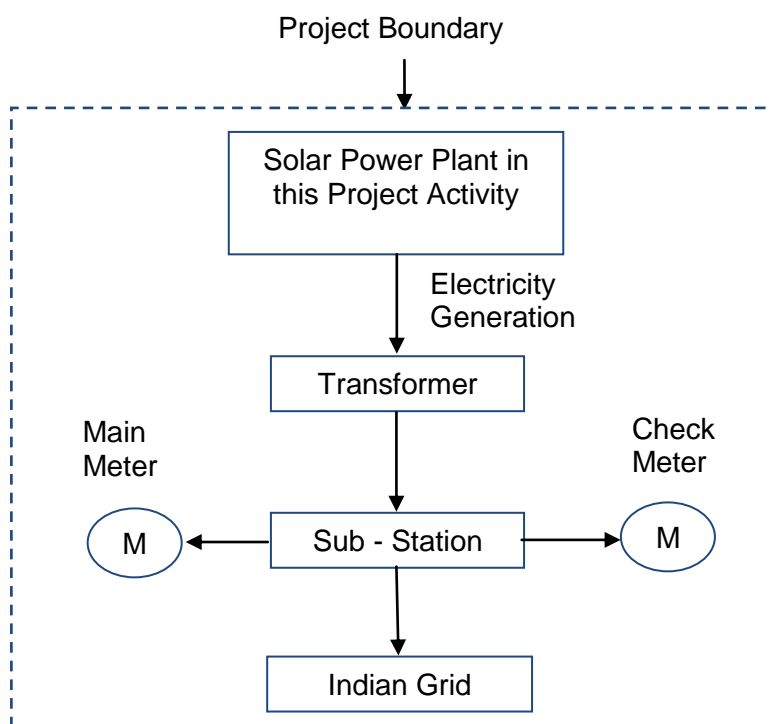 Project Boundary
Solar Power Plant in
this Project Activity
Electricity
Generation
Transformer
Main
Meter
Check
Meter
M
Sub - Station
M
Indian Grid